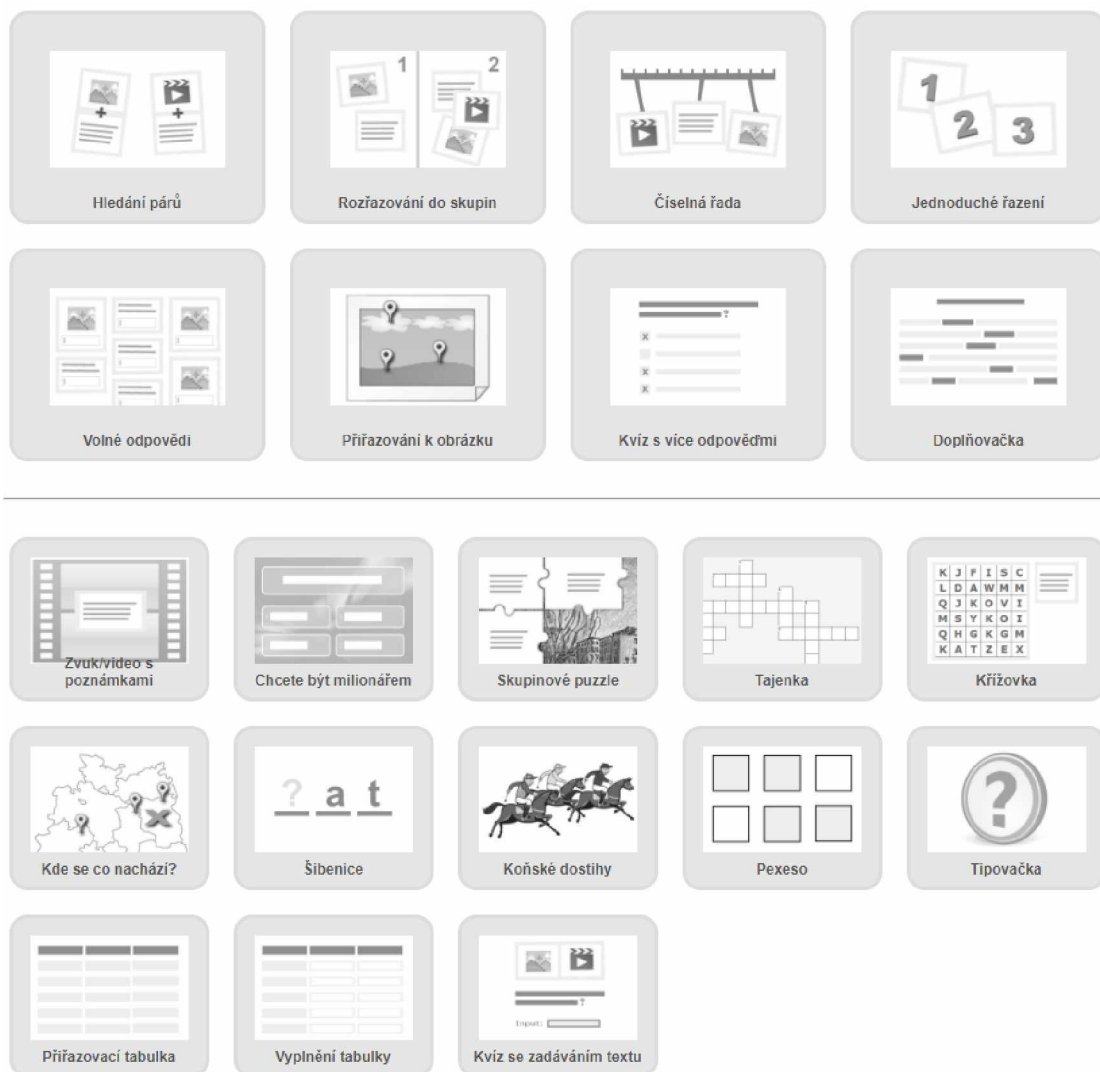 1
2
1
2
3
Hledání párů
Rozřazování do skupin
Číselná řada
Jednoduché řazení
?
Volné odpovědi
Přiřazování k obrázku
Kvíz s více odpověďmi
Doplňovačka
K J F I S C
L D A W M M
Q J K O V I
M S Y K O I
Q H G K G M
K A T Z E X
Zvuk/video s
poznámkami
Chcete být milionářem
Skupinové puzzle
Tajenka
Křížovka
? a t
?
Kde se co nachází?
Šibenice
Koňské dostihy
Pexeso
Tipovačka
?
Input:
Přiřazovací tabulka
Vyplnění tabulky
Kvíz se zadáváním textu